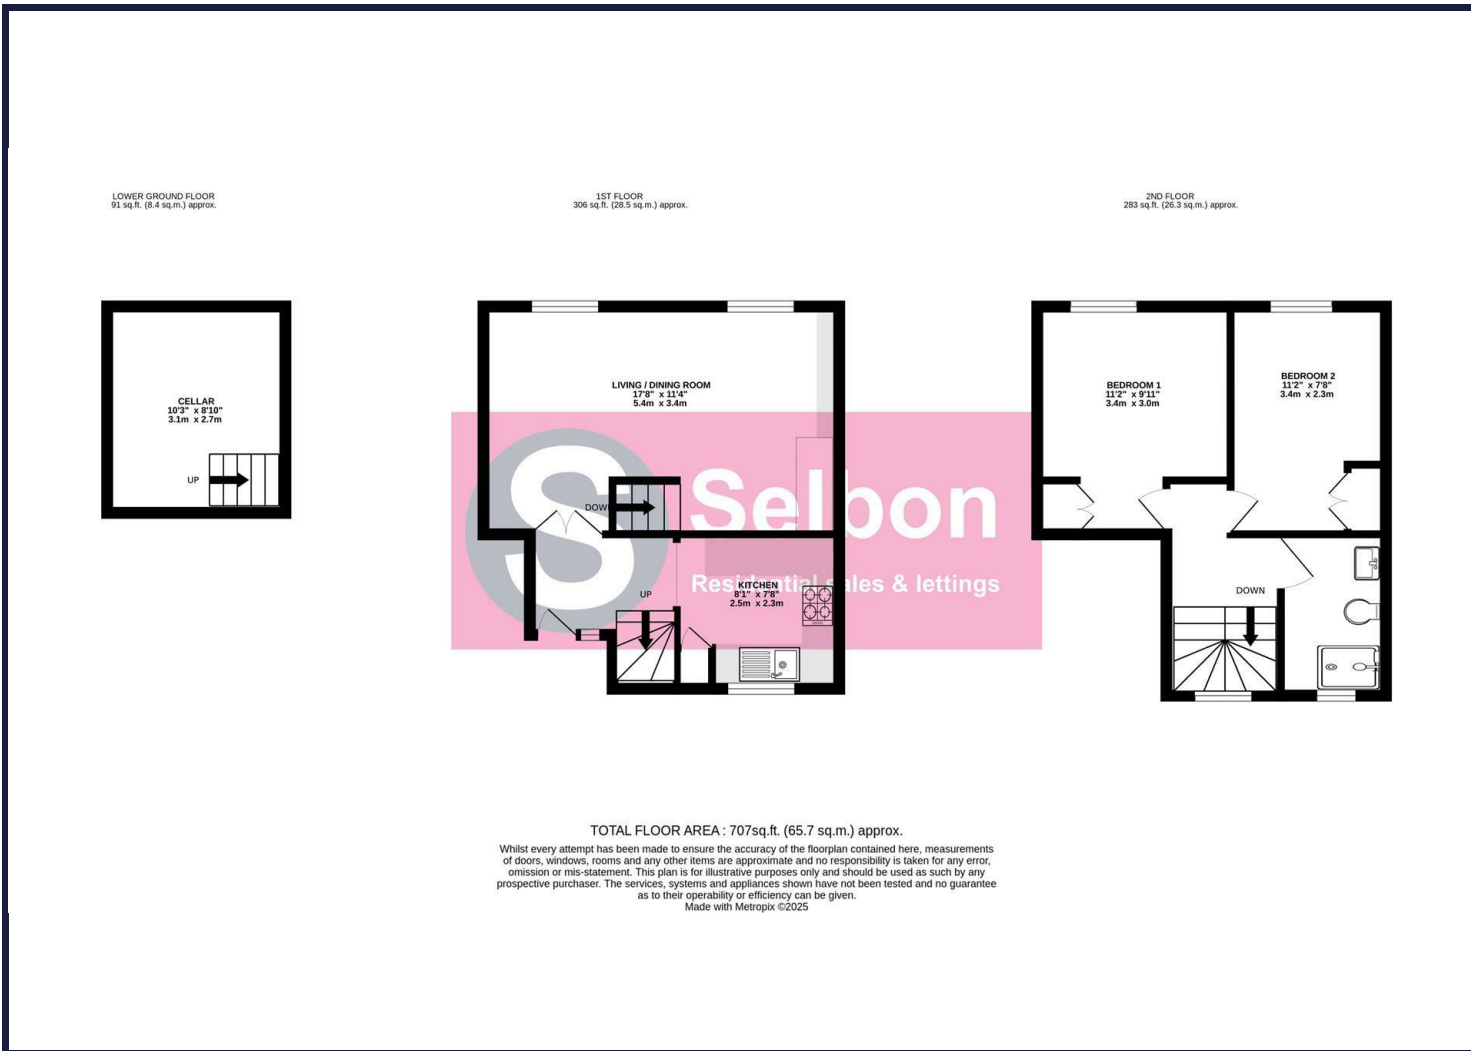 LOWER GROUND FLOOR
91 sq.ft. (8.4 sq.m.) approx.
1ST FLOOR
306 sq.ft. (28.5 sq.m.) approx.
2ND FLOOR
283 sq.ft. (26.3 sq.m.) approx.
CELLAR
10'3" x 8'10"
3.1m x 2.7m
UP
LIVING / DINING ROOM
17'8" x 11'4"
5.4m x 3.4m
DOWN
S
Selbon
Residential sales & lettings
KITCHEN
8'1" x 7'8"
2.5m x 2.3m
UP
BEDROOM 1
11'2" x 9'11"
3.4m x 3.0m
BEDROOM 2
11'2" x 7'8"
3.4m x 2.3m
DOWN
TOTAL FLOOR AREA : 707sq.ft. (65.7 sq.m.) approx.
Whilst every attempt has been made to ensure the accuracy of the floorplan contained here, measurements
of doors, windows, rooms and any other items are approximate and no responsibility is taken for any error,
omission or mis-statement. This plan is for illustrative purposes only and should be used as such by any
prospective purchaser. The services, systems and appliances shown have not been tested and no guarantee
as to their operability or efficiency can be given.
Made with Metropix ©2025